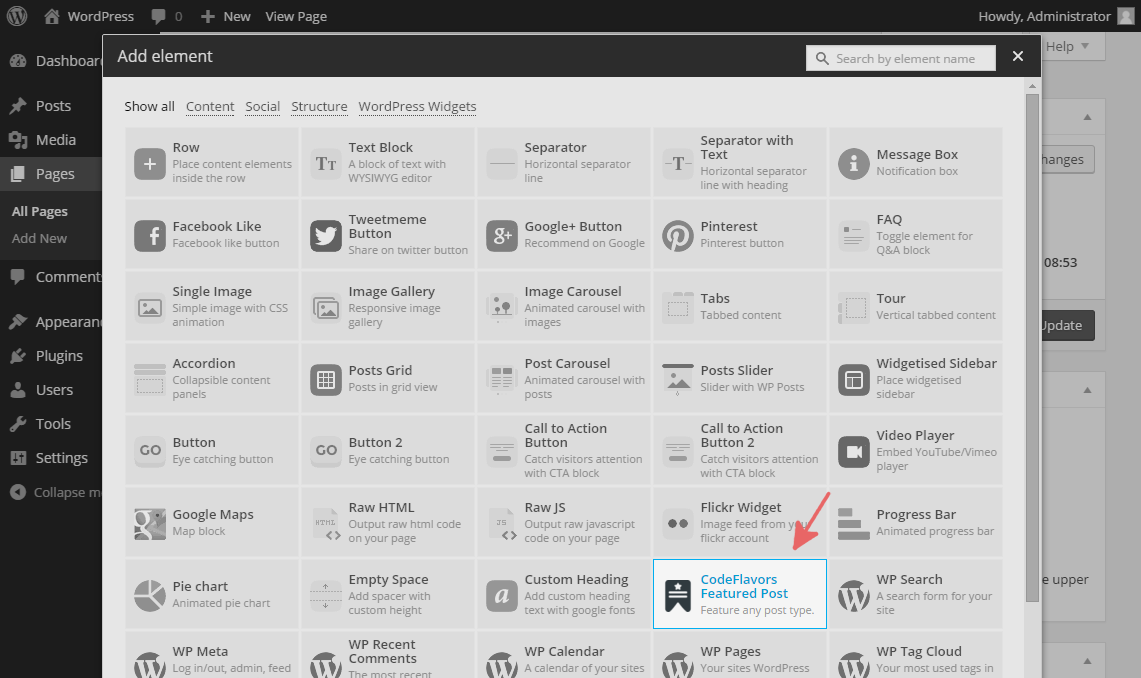 WordPress 0 New View Page Howdy, Administrator
Help
Dashboar
Posts
Media
Pages
All Pages
Add New
Comment
Appearan
Plugins
Users
Tools
Settings
Collapse m
Add element
Search by element name
Show all Content Social Structure WordPress Widgets
Row
Place content elements
inside the row
Text Block
A block of text with
WYSIWYG editor
Separator
Horizontal separator
line
Separator with
Text
Horizontal separator
line with heading
Message Box
Notification box
Facebook Like
Facebook like button
Tweetmeme
Button
Share on twitter button
Google+ Button
Recommend on Google
Pinterest
Pinterest button
FAQ
Toggle element for
Q&A block
Single Image
Simple image with CSS
animation
Image Gallery
Responsive image
gallery
Image Carousel
Animated carousel with
images
Tabs
Tabbed content
Tour
Vertical tabbed content
Accordion
Collapsible content
panels
Posts Grid
Posts in grid view
Post Carousel
Animated carousel with
posts
Posts Slider
Slider with WP Posts
Widgetised Sidebar
Place widgetised
sidebar
GO
Button
Eye catching button
GO
Button 2
Eye catching button
Call to Action
Button
Catch visitors attention
with CTA block
Call to Action
Button 2
Catch visitors attention
with CTA block
Video Player
Embed YouTube/Vimeo
player
Google Maps
Map block
HTML
Raw HTML
Output raw html code
on your page
JS
Raw JS
Output raw javascript
code on your page
Flickr Widget
Image feed from your
flickr account
Progress Bar
Animated progress bar
Pie chart
Animated pie chart
Empty Space
Add spacer with
custom height
Custom Heading
Add custom heading
text with google fonts
CodeFlavors
Featured Post
Feature any post type.
WP Search
A search form for your
site
WP Meta
Log in/out, admin, feed
WP Recent
Comments
The most recent
WP Calendar
A calendar of your sites
WP Pages
Your sites WordPress
WP Tag Cloud
Your most used tags in
hanges
08:53
Update
e upper